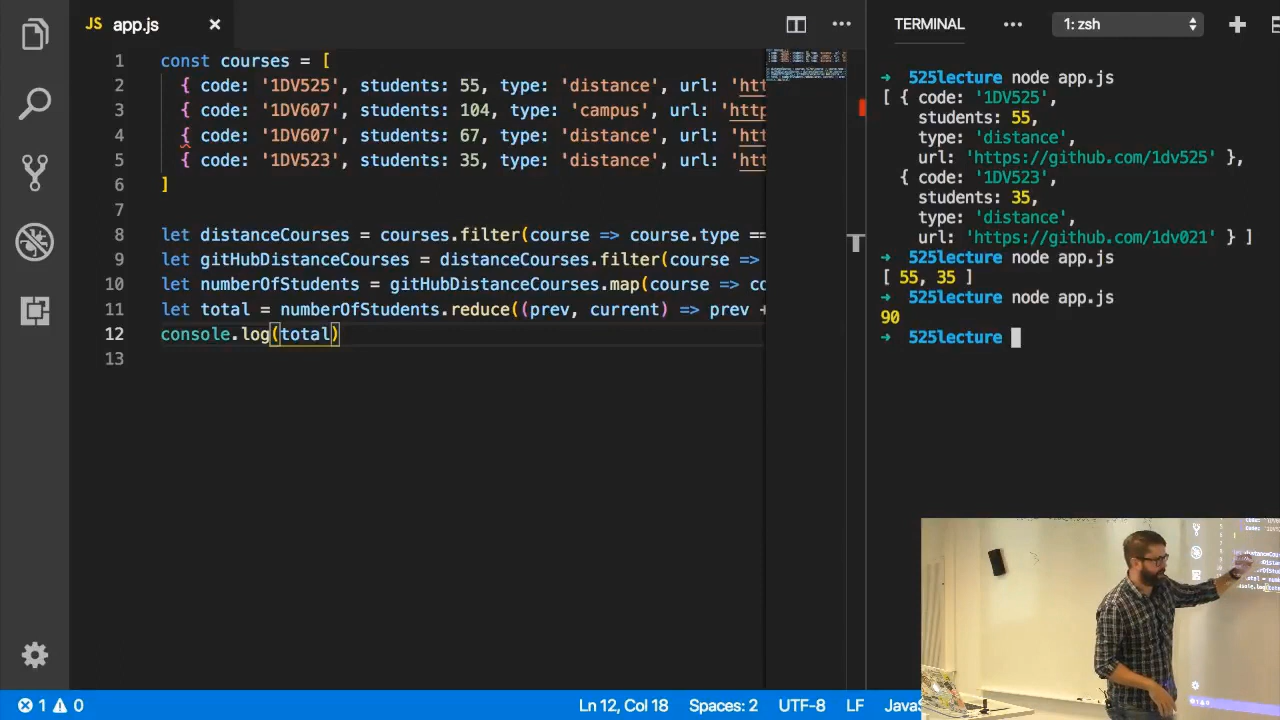 JS app.js ×
TERMINAL
1: zsh
1 const courses = [
2 { code: '1DV525', students: 55, type: 'distance', url: 'htt
3 { code: '1DV607', students: 104, type: 'campus', url: 'http
4 { code: '1DV607', students: 67, type: 'distance', url: 'htt
5 { code: '1DV523', students: 35, type: 'distance', url: 'htt
6 ]
7
8 let distanceCourses = courses.filter(course => course.type ==
9 let gitHubDistanceCourses = distanceCourses.filter(course =>
10 let numberOfStudents = gitHubDistanceCourses.map(course => co
11 let total = numberOfStudents.reduce((prev, current) => prev +
12 console.log(total)
13
➜ 525lecture node app.js
[ { code: '1DV525',
students: 55,
type: 'distance',
url: 'https://github.com/1dv525' },
{ code: '1DV523',
students: 35,
type: 'distance',
url: 'https://github.com/1dv021' } ]
➜ 525lecture node app.js
[ 55, 35 ]
➜ 525lecture node app.js
90
➜ 525lecture
1 0
Ln 12, Col 18 Spaces: 2 UTF-8 LF JavaS